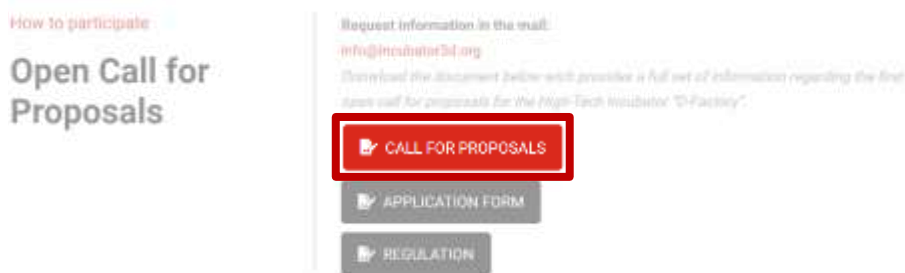 How to participate
Open Call for
Proposals
Request information in the mail:
info@incubator3d.org
Download the document below wich provides a full set of information regarding the first
open call for proposals for the High-Tech Incubator "D-Factory".
CALL FOR PROPOSALS
APPLICATION FORM
REGULATION